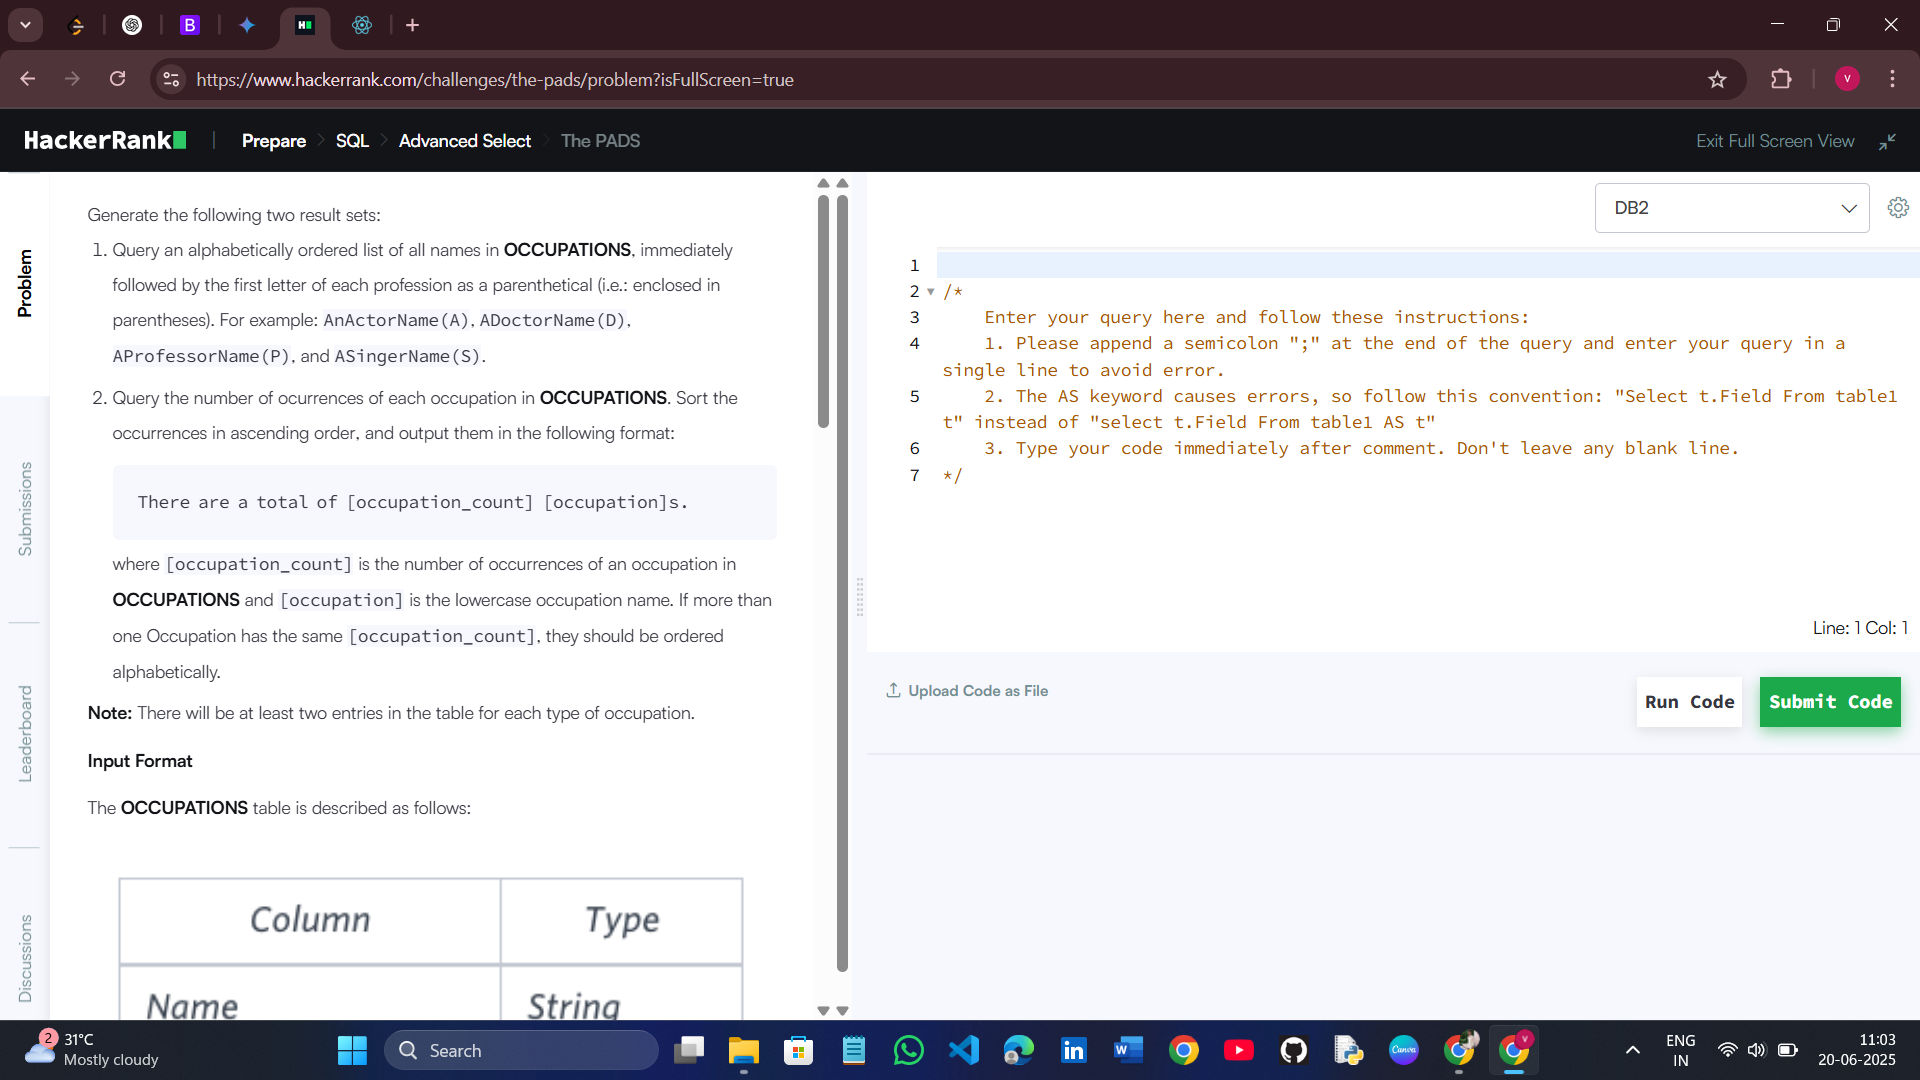 B
H
https://www.hackerrank.com/challenges/the-pads/problem?isFullScreen=true
V
HackerRank
Prepare
SQL
Advanced Select
The PADS
Exit Full Screen View
Problem
Submissions
Leaderboard
Discussions
Generate the following two result sets:
1. Query an alphabetically ordered list of all names in OCCUPATIONS, immediately
followed by the first letter of each profession as a parenthetical (i.e.: enclosed in
parentheses). For example: AnActorName(A), ADoctorName(D),
AProfessorName(P), and ASingerName(S).
2. Query the number of ocurrences of each occupation in OCCUPATIONS. Sort the
occurrences in ascending order, and output them in the following format:
There are a total of [occupation_count] [occupation]s.
where [occupation_count] is the number of occurrences of an occupation in
OCCUPATIONS and [occupation] is the lowercase occupation name. If more than
one Occupation has the same [occupation_count], they should be ordered
alphabetically.
Note: There will be at least two entries in the table for each type of occupation.
Input Format
The OCCUPATIONS table is described as follows:
Column Type
Name String
DB2
1
2 /*
3 Enter your query here and follow these instructions:
4 1. Please append a semicolon ";" at the end of the query and enter your query in a
single line to avoid error.
5 2. The AS keyword causes errors, so follow this convention: "Select t.Field From table1
t" instead of "select t.Field From table1 AS t"
6 3. Type your code immediately after comment. Don't leave any blank line.
7 */
Line: 1 Col: 1
Upload Code as File
Run Code
Submit Code
2
31°C
Mostly cloudy
Search
in
W
Canva
V
ENG
IN
11:03
20-06-2025